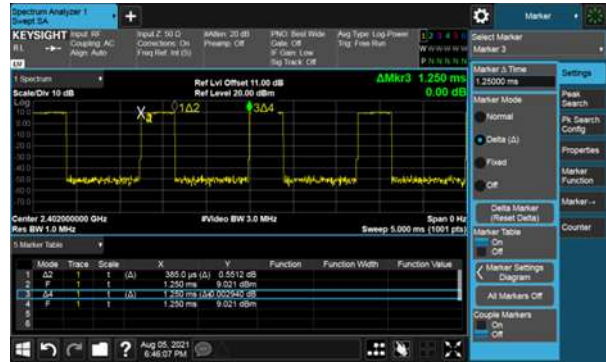 Spectrum Analyzer 1
Swept SA
Marker
KEYSIGHT Input: RF Input Z: 50 Ω #Atten: 20 dB PNO: Best Wide Avg Type: Log-Power 1 2 3 4 5 6
RL Coupling: AC Corrections: On Preamp: Off Gate: Off Trig: Free Run
Align: Auto Freq Ref: Int (S) IF Gain: Low
Sig Track: Off
P N N N N N
LW
Select Marker
Marker 3
1 Spectrum
Scale/Div 10 dB
Ref Lvl Offset 11.00 dB
Ref Level 20.00 dBm
ΔMkr3 1.250 ms
0.00 dB
Log
X2
1Δ2
3Δ4
Center 2.402000000 GHz
Res BW 1.0 MHz
#Video BW 3.0 MHz
Span 0 Hz
Sweep 5.000 ms (1001 pts)
5 Marker Table
Mode Trace Scale X Y Function Function Width Function Value
1 Δ2 1 t (Δ) 385.0 µs (Δ) 0.5512 dB
2 F 1 t 1.250 ms 9.021 dBm
3 Δ4 1 t (Δ) 1.250 ms (Δ) 0.002940 dB
4 F 1 t 1.250 ms 9.021 dBm
5
6
Marker Δ Time
1.25000 ms
Marker Mode
Normal
Delta (Δ)
Fixed
Off
Delta Marker
(Reset Delta)
Marker Table
On
Off
Marker Settings
Diagram
All Markers Off
Couple Markers
On
Off
Settings
Peak
Search
Pk Search
Config
Properties
Marker
Function
Marker→
Counter
?
Aug 05, 2021
6:46:07 PM